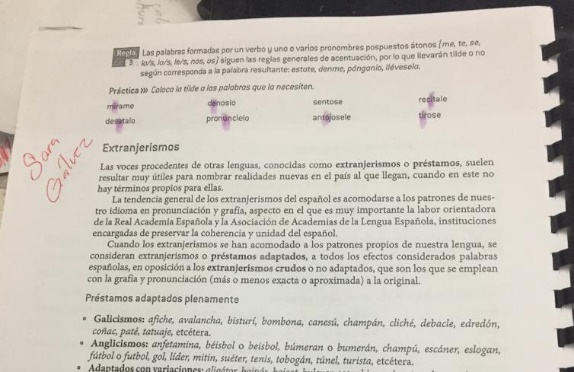 Regla 3 Las palabras formadas por un verbo y uno o varios pronombres pospuestos átonos (me, te, se,
lo/s, la/s, le/s, nos, os) siguen las reglas generales de acentuación, por lo que llevarán tilde o no
según corresponda a la palabra resultante: estate, denme, pónganlo, llévesela.
Práctica »» Coloca la tilde a las palabras que la necesiten.
mirame denoslo sentose recitale
desatalo pronuncielo antojosele tirose
Sara
Galvez
Extranjerismos
Las voces procedentes de otras lenguas, conocidas como extranjerismos o préstamos, suelen
resultar muy útiles para nombrar realidades nuevas en el país al que llegan, cuando en este no
hay términos propios para ellas.
La tendencia general de los extranjerismos del español es acomodarse a los patrones de nues-
tro idioma en pronunciación y grafía, aspecto en el que es muy importante la labor orientadora
de la Real Academia Española y la Asociación de Academias de la Lengua Española, instituciones
encargadas de preservar la coherencia y unidad del español.
Cuando los extranjerismos se han acomodado a los patrones propios de nuestra lengua, se
consideran extranjerismos o préstamos adaptados, a todos los efectos considerados palabras
españolas, en oposición a los extranjerismos crudos o no adaptados, que son los que se emplean
con la grafía y pronunciación (más o menos exacta o aproximada) a la original.
Préstamos adaptados plenamente
• Galicismos: afiche, avalancha, bisturí, bombona, canesú, champán, cliché, debacle, edredón,
coñac, paté, tatuaje, etcétera.
• Anglicismos: anfetamina, béisbol o beisbol, búmeran o bumerán, champú, escáner, eslogan,
fútbol o futbol, gol, líder, mitin, suéter, tenis, tobogán, túnel, turista, etcétera.
• Adaptados con variaciones: